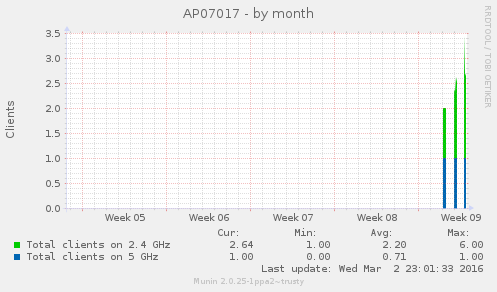 AP07017 - by month
RRDTOOL / TOBI OETIKER
Clients
3.5
3.0
2.5
2.0
1.5
1.0
0.5
0.0
Week 05 Week 06 Week 07 Week 08 Week 09
Cur: Min: Avg: Max:
Total clients on 2.4 GHz 2.64 1.00 2.20 6.00
Total clients on 5 GHz 1.00 0.00 0.71 1.00
Last update: Wed Mar 2 23:01:33 2016
Munin 2.0.25-1ppa2~trusty